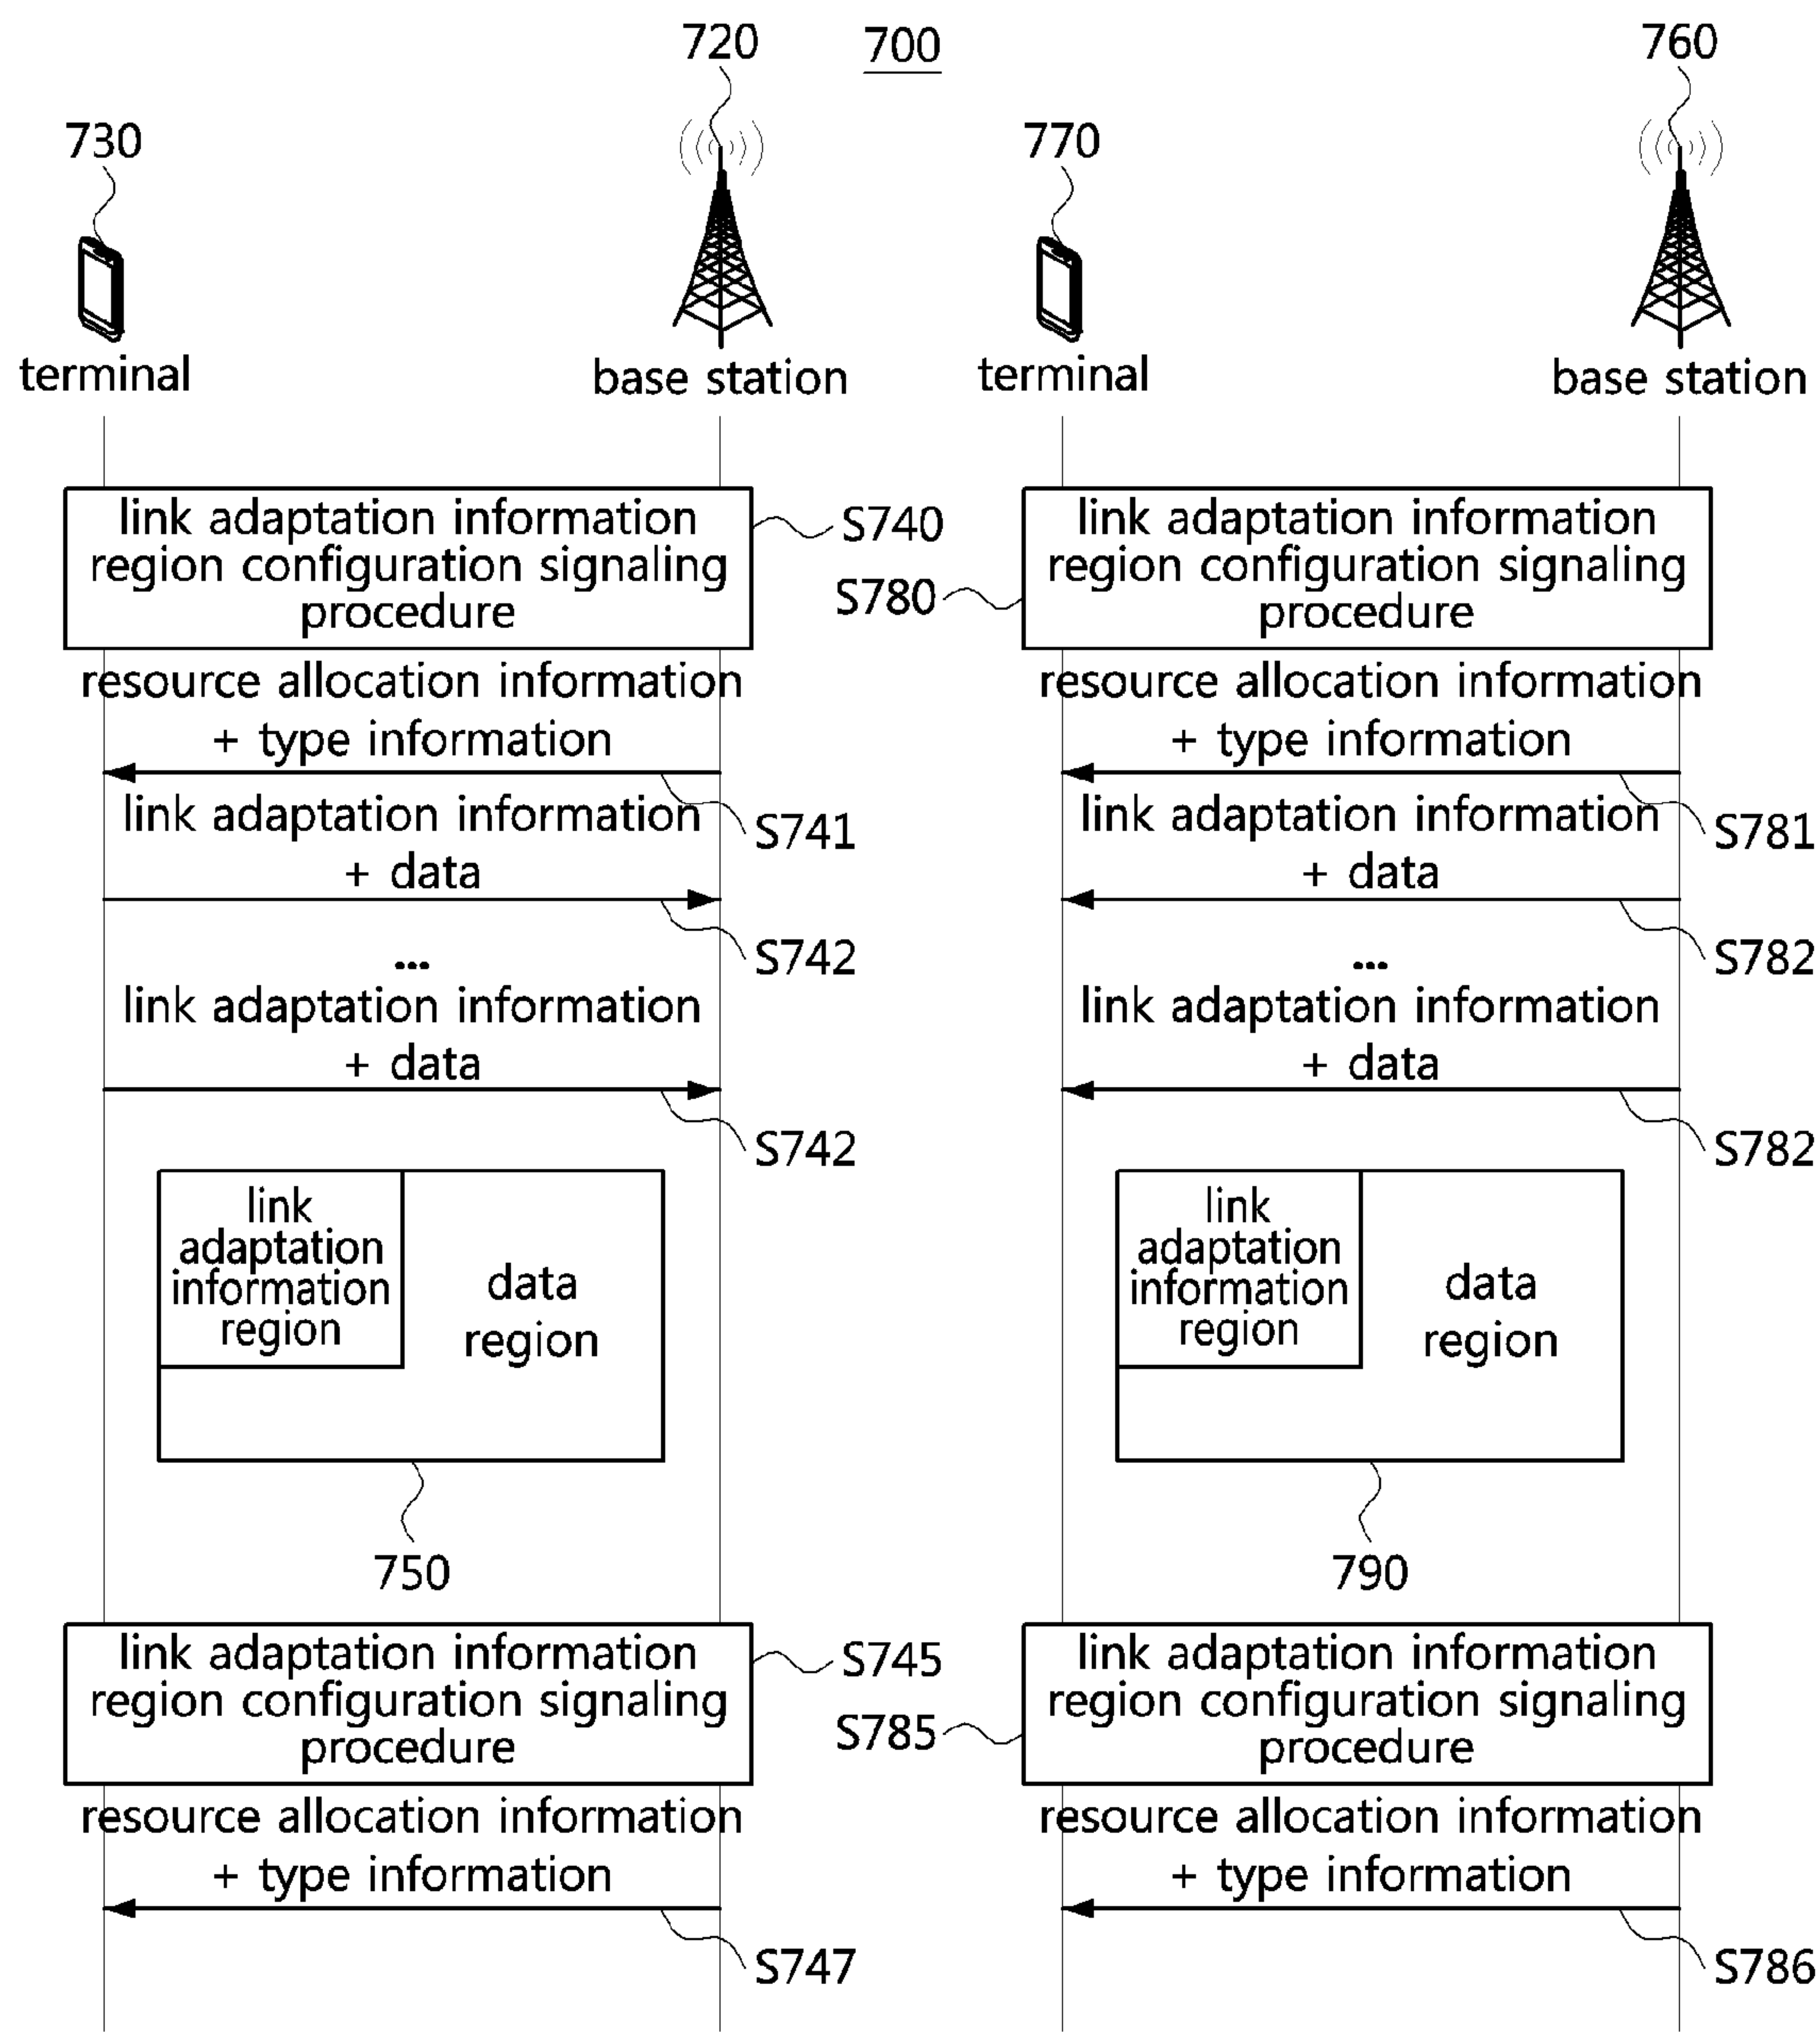 700
720
760
730
770
terminal
base station
terminal
base station
link adaptation information
region configuration signaling
procedure
S740
S780
link adaptation information
region configuration signaling
procedure
resource allocation information
+ type information
resource allocation information
+ type information
S741
S781
link adaptation information
+ data
link adaptation information
+ data
S742
S782
...
...
link adaptation information
+ data
link adaptation information
+ data
S742
S782
link
adaptation
information
region
data
region
link
adaptation
information
region
data
region
750
790
link adaptation information
region configuration signaling
procedure
S745
S785
link adaptation information
region configuration signaling
procedure
resource allocation information
+ type information
resource allocation information
+ type information
S747
S786